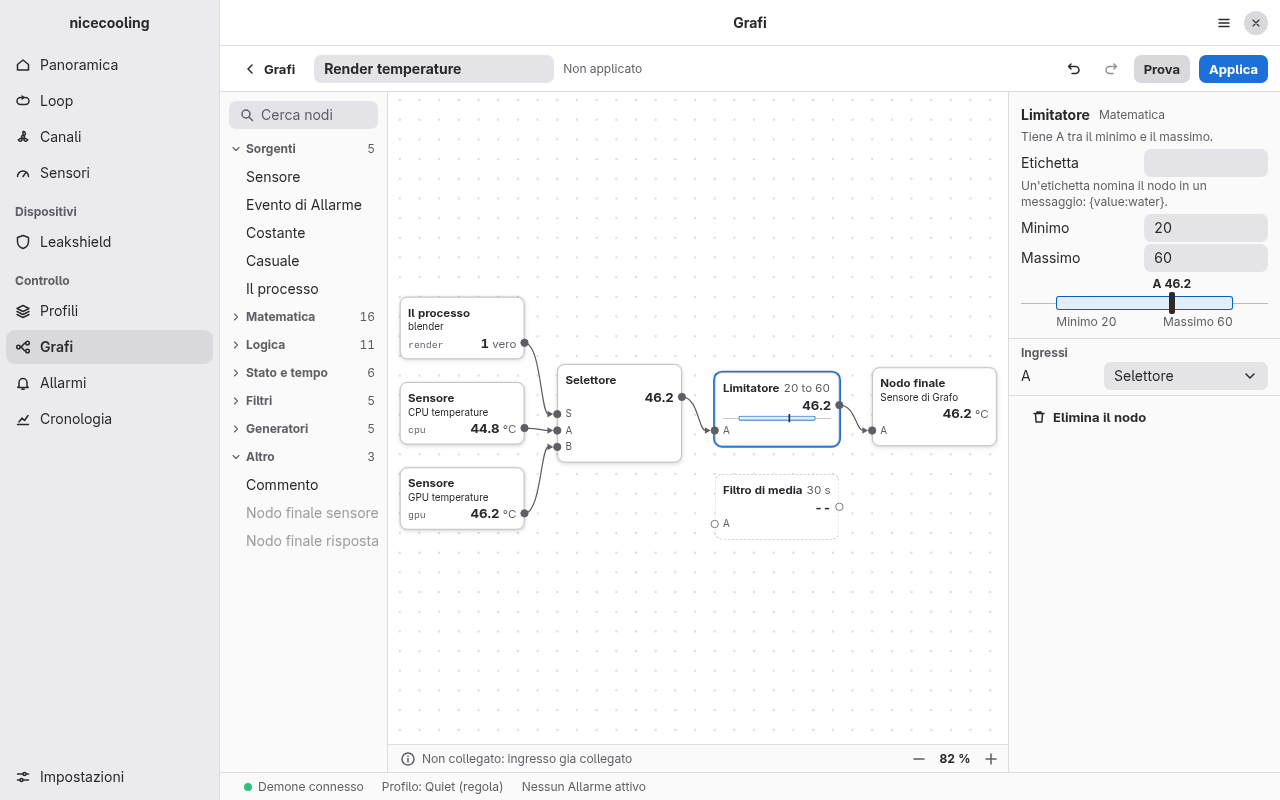 nicecooling
Grafi
Panoramica
Loop
Canali
Sensori
Dispositivi
Leakshield
Controllo
Profili
Grafi
Allarmi
Cronologia
Impostazioni
Grafi
Render temperature
Non applicato
Prova
Applica
Cerca nodi
Sorgenti 5
Sensore
Evento di Allarme
Costante
Casuale
Il processo
Matematica 16
Logica 11
Stato e tempo 6
Filtri 5
Generatori 5
Altro 3
Commento
Nodo finale sensore
Nodo finale risposta
Il processo
blender
render 1 vero
Sensore
CPU temperature
cpu 44.8 °C
Sensore
GPU temperature
gpu 46.2 °C
Selettore
46.2
S
A
B
Limitatore 20 to 60
46.2
A
Filtro di media 30 s
--
A
Nodo finale
Sensore di Grafo
46.2 °C
A
Non collegato: ingresso gia collegato
82 %
Limitatore Matematica
Tiene A tra il minimo e il massimo.
Etichetta
Un'etichetta nomina il nodo in un
messaggio: {value:water}.
Minimo 20
Massimo 60
A 46.2
Minimo 20 Massimo 60
Ingressi
A Selettore
Elimina il nodo
Demone connesso Profilo: Quiet (regola) Nessun Allarme attivo